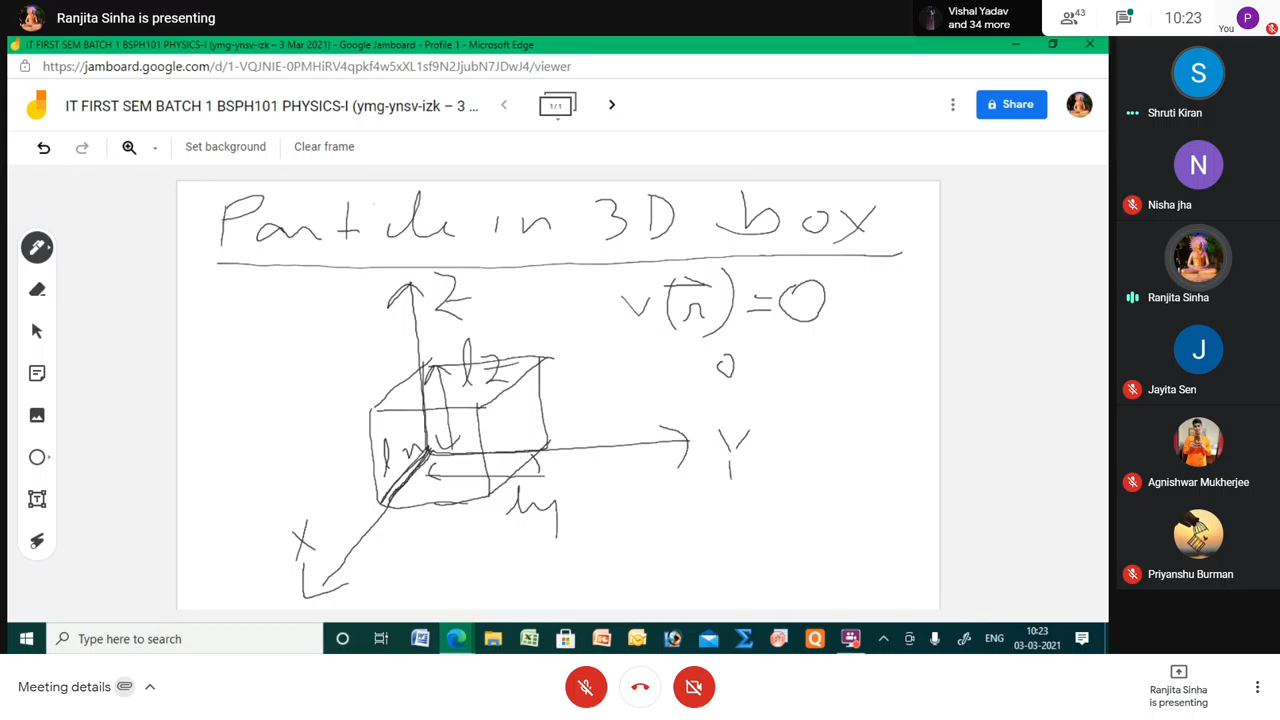 Ranjita Sinha is presenting
Vishal Yadav
and 34 more
43
10:23
You
P
IT FIRST SEM BATCH 1 BSPH101 PHYSICS-I (ymg-ynsv-izk – 3 Mar 2021) - Google Jamboard - Profile 1 - Microsoft Edge
https://jamboard.google.com/d/1-VQJNIE-0PMHiRV4qpkf4w5xXL1sf9N2JjubN7JDwJ4/viewer
IT FIRST SEM BATCH 1 BSPH101 PHYSICS-I (ymg-ynsv-izk – 3 ...
1/1
Share
Set background
Clear frame
Particle in 3D box
Z
V(r⃗) = 0
lz
0
lx
Y
ly
X
S
Shruti Kiran
N
Nisha jha
Ranjita Sinha
J
Jayita Sen
Agnishwar Mukherjee
Priyanshu Burman
Type here to search
ENG
10:23
03-03-2021
Meeting details
Ranjita Sinha
is presenting